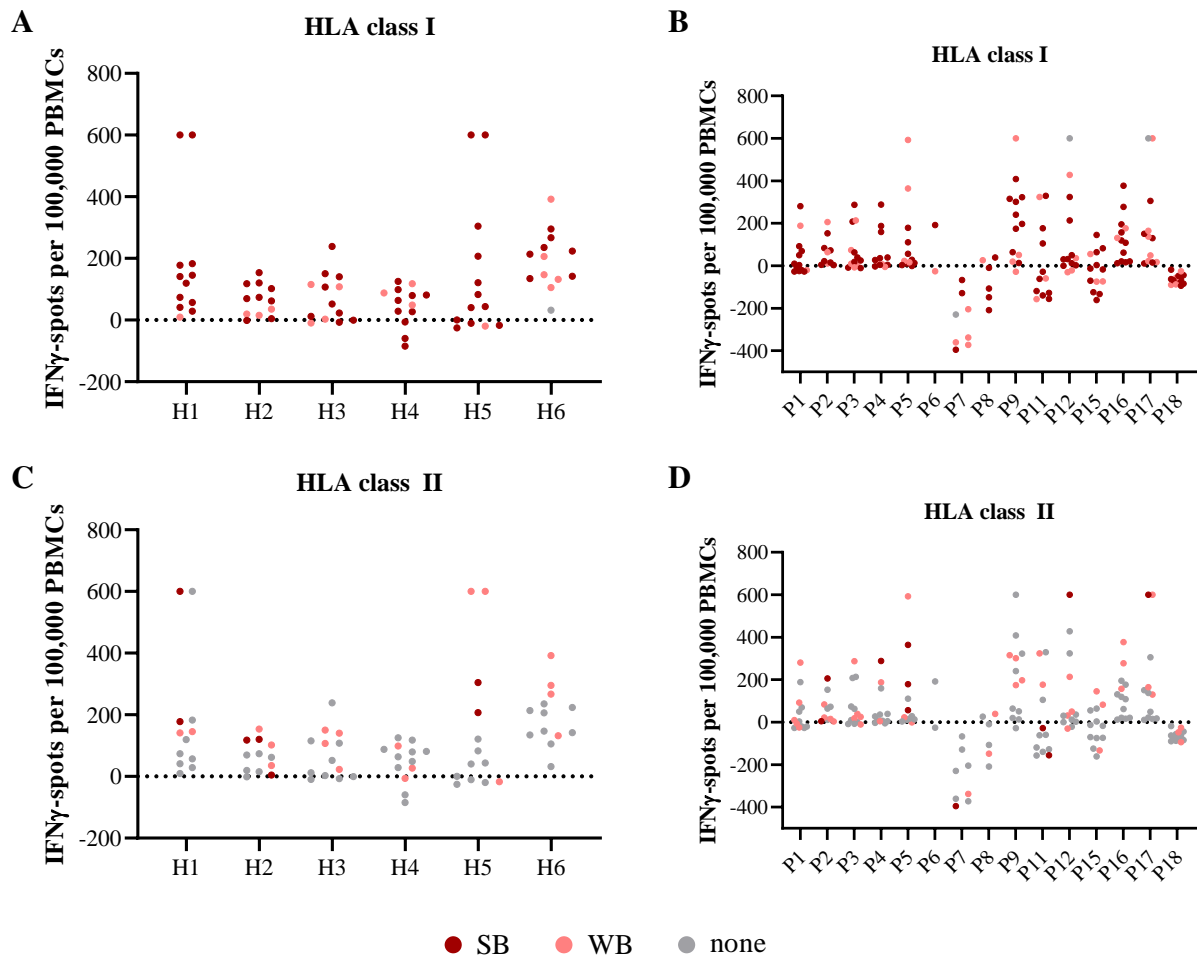 A
HLA class I
IFNγ-spots per 100,000 PBMCs
800
600
400
200
0
-200
H1 H2 H3 H4 H5 H6
B
HLA class I
IFNγ-spots per 100,000 PBMCs
800
600
400
200
0
-200
-400
P1 P2 P3 P4 P5 P6 P7 P8 P9 P11 P12 P15 P16 P17 P18
C
HLA class II
IFNγ-spots per 100,000 PBMCs
800
600
400
200
0
-200
H1 H2 H3 H4 H5 H6
D
HLA class II
IFNγ-spots per 100,000 PBMCs
800
600
400
200
0
-200
-400
P1 P2 P3 P4 P5 P6 P7 P8 P9 P11 P12 P15 P16 P17 P18
SB WB none